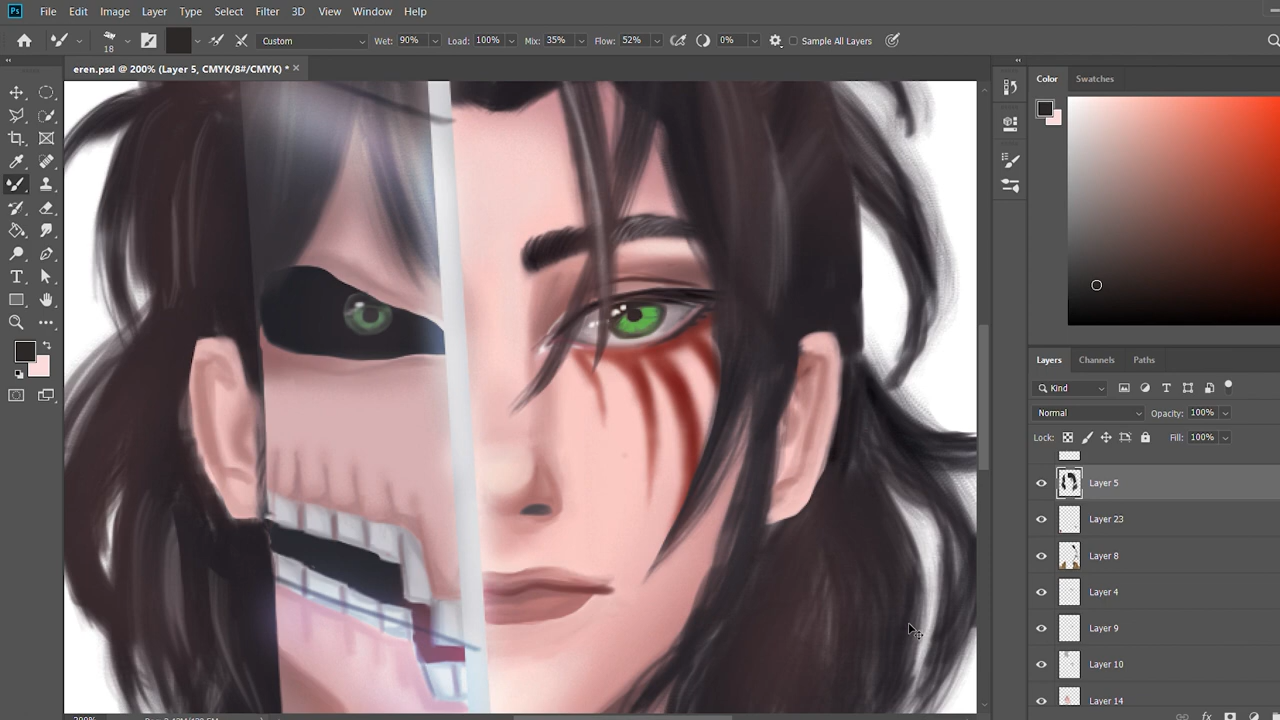 Ps File Edit Image Layer Type Select Filter 3D View Window Help
18 Custom Wet: 90% Load: 100% Mix: 35% Flow: 52% 0% Sample All Layers
eren.psd @ 200% (Layer 5, CMYK/8#/CMYK) * ×
Color Swatches
Layers Channels Paths
Kind
Normal Opacity: 100%
Lock: Fill: 100%
Layer 5
Layer 23
Layer 8
Layer 4
Layer 9
Layer 10
Layer 14
fx